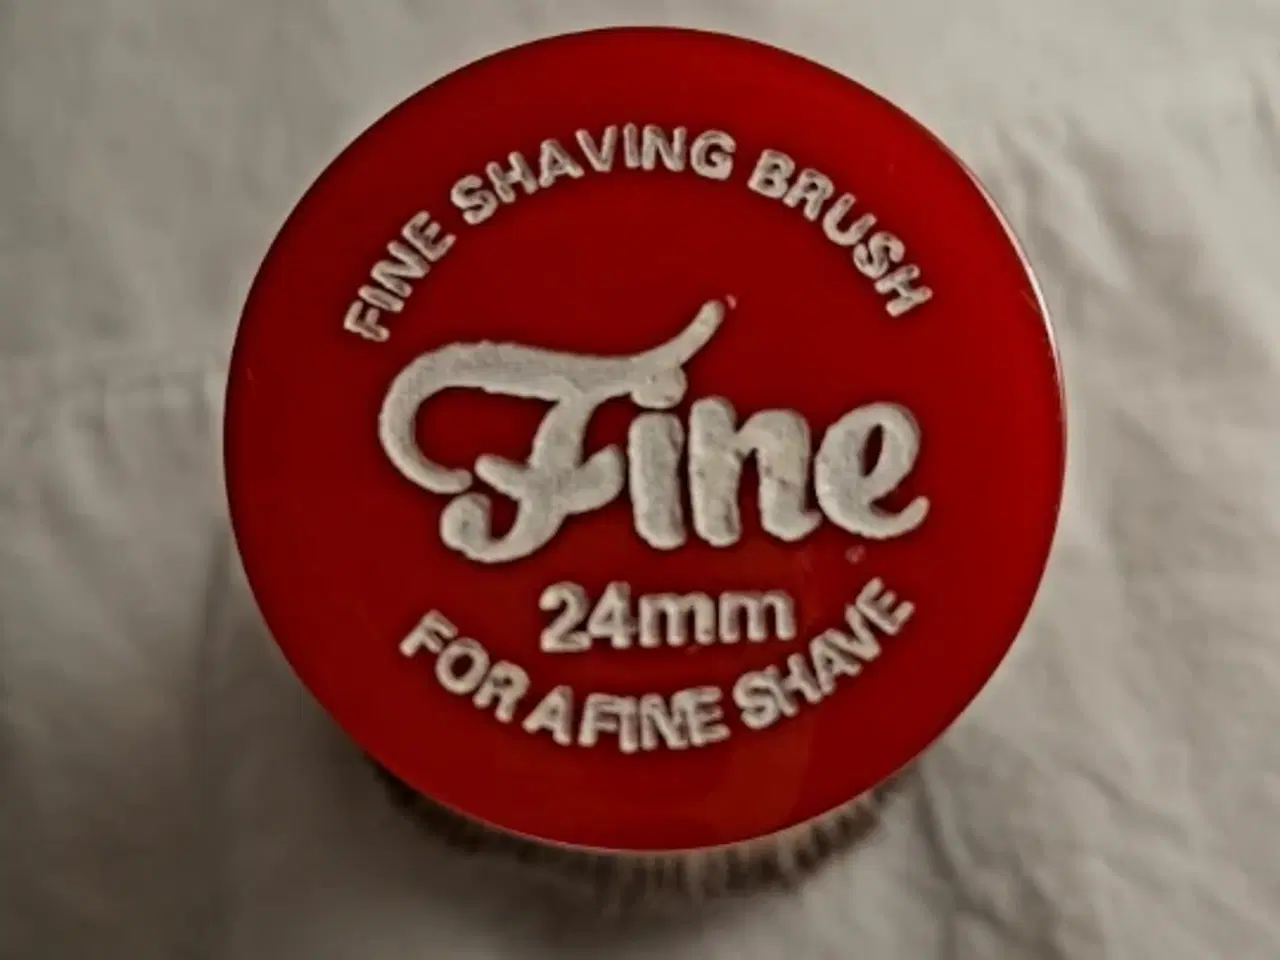 FINE SHAVING BRUSH
Fine
24mm
FOR A FINE SHAVE